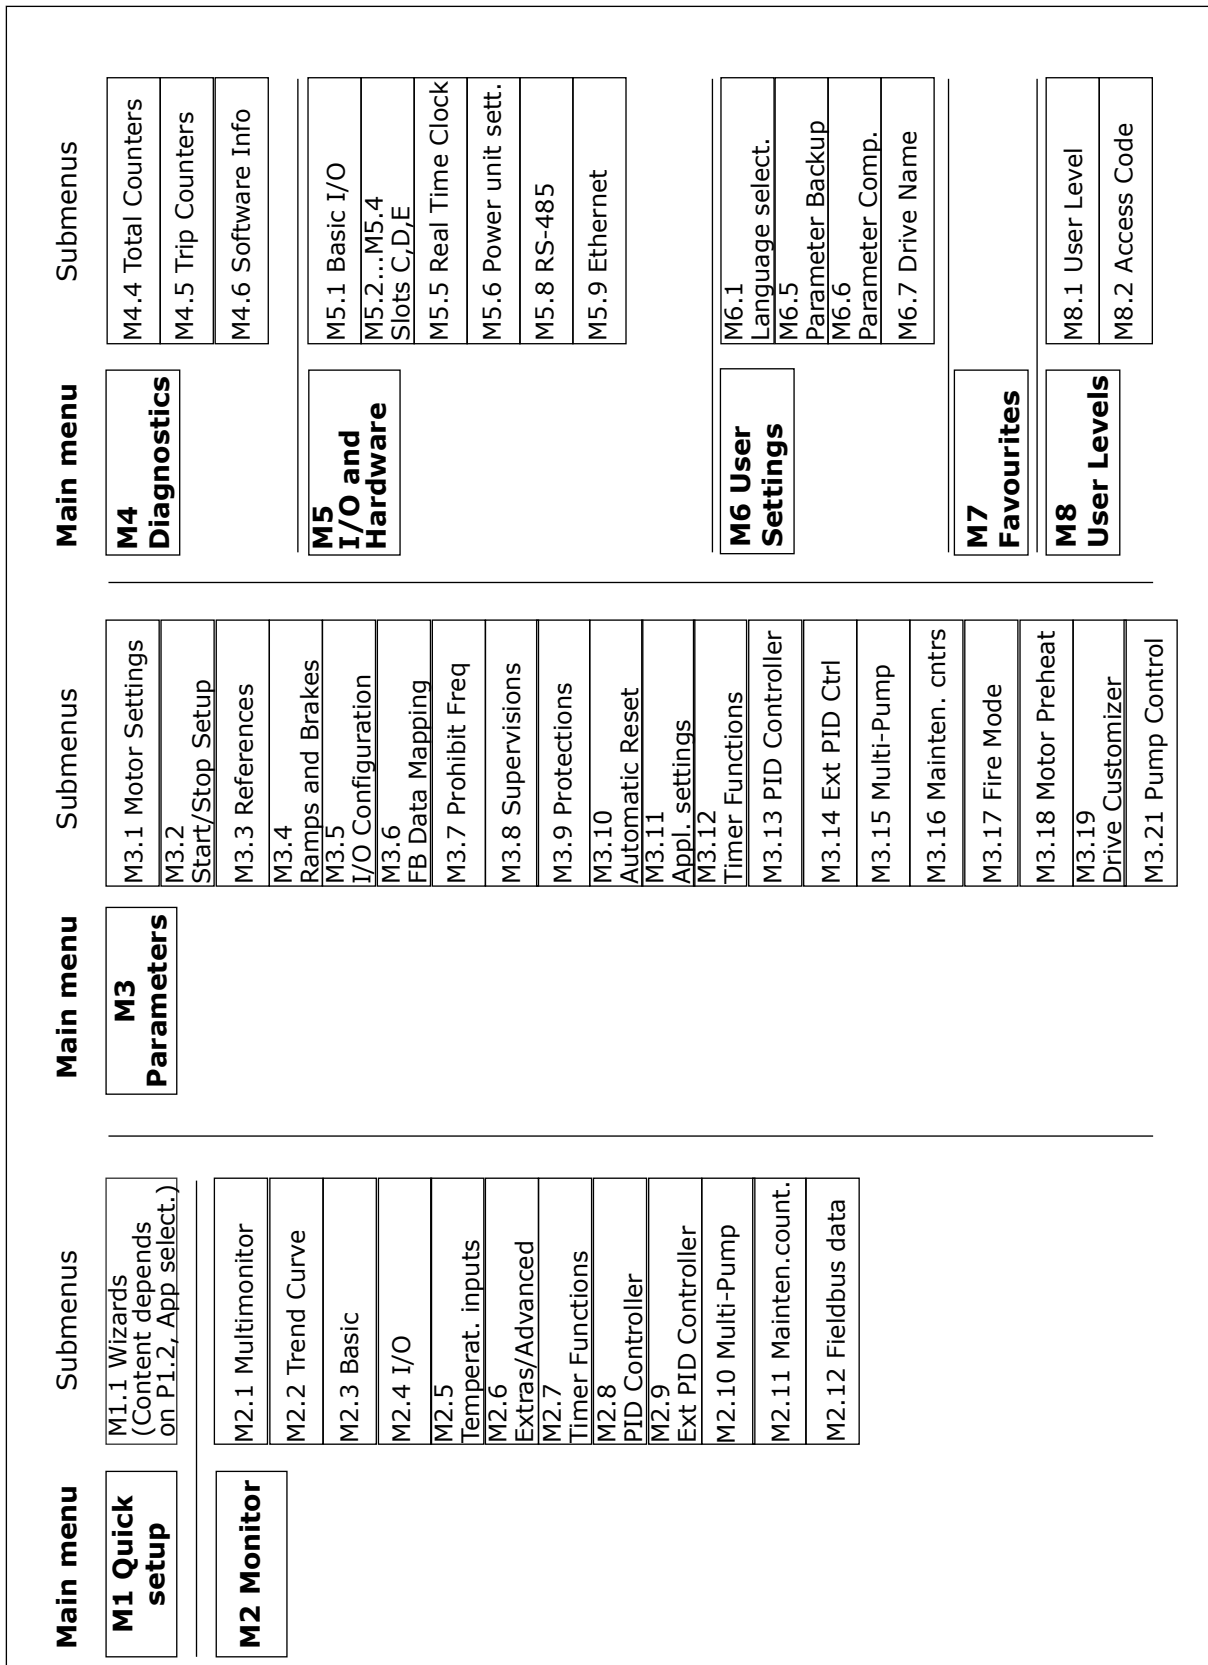 Main menu
Submenus
M1 Quick
setup
M1.1 Wizards
(Content depends
on P1.2, App select.)
M2 Monitor
M2.1 Multimonitor
M2.2 Trend Curve
M2.3 Basic
M2.4 I/O
M2.5
Temperat. inputs
M2.6
Extras/Advanced
M2.7
Timer Functions
M2.8
PID Controller
M2.9
Ext PID Controller
M2.10 Multi-Pump
M2.11 Mainten.count.
M2.12 Fieldbus data
Main menu
Submenus
M3
Parameters
M3.1 Motor Settings
M3.2
Start/Stop Setup
M3.3 References
M3.4
Ramps and Brakes
M3.5
I/O Configuration
M3.6
FB Data Mapping
M3.7 Prohibit Freq
M3.8 Supervisions
M3.9 Protections
M3.10
Automatic Reset
M3.11
Appl. settings
M3.12
Timer Functions
M3.13 PID Controller
M3.14 Ext PID Ctrl
M3.15 Multi-Pump
M3.16 Mainten. cntrs
M3.17 Fire Mode
M3.18 Motor Preheat
M3.19
Drive Customizer
M3.21 Pump Control
Main menu
Submenus
M4
Diagnostics
M4.4 Total Counters
M4.5 Trip Counters
M4.6 Software Info
M5
I/O and
Hardware
M5.1 Basic I/O
M5.2...M5.4
Slots C,D,E
M5.5 Real Time Clock
M5.6 Power unit sett.
M5.8 RS-485
M5.9 Ethernet
M6 User
Settings
M6.1
Language select.
M6.5
Parameter Backup
M6.6
Parameter Comp.
M6.7 Drive Name
M7
Favourites
M8
User Levels
M8.1 User Level
M8.2 Access Code